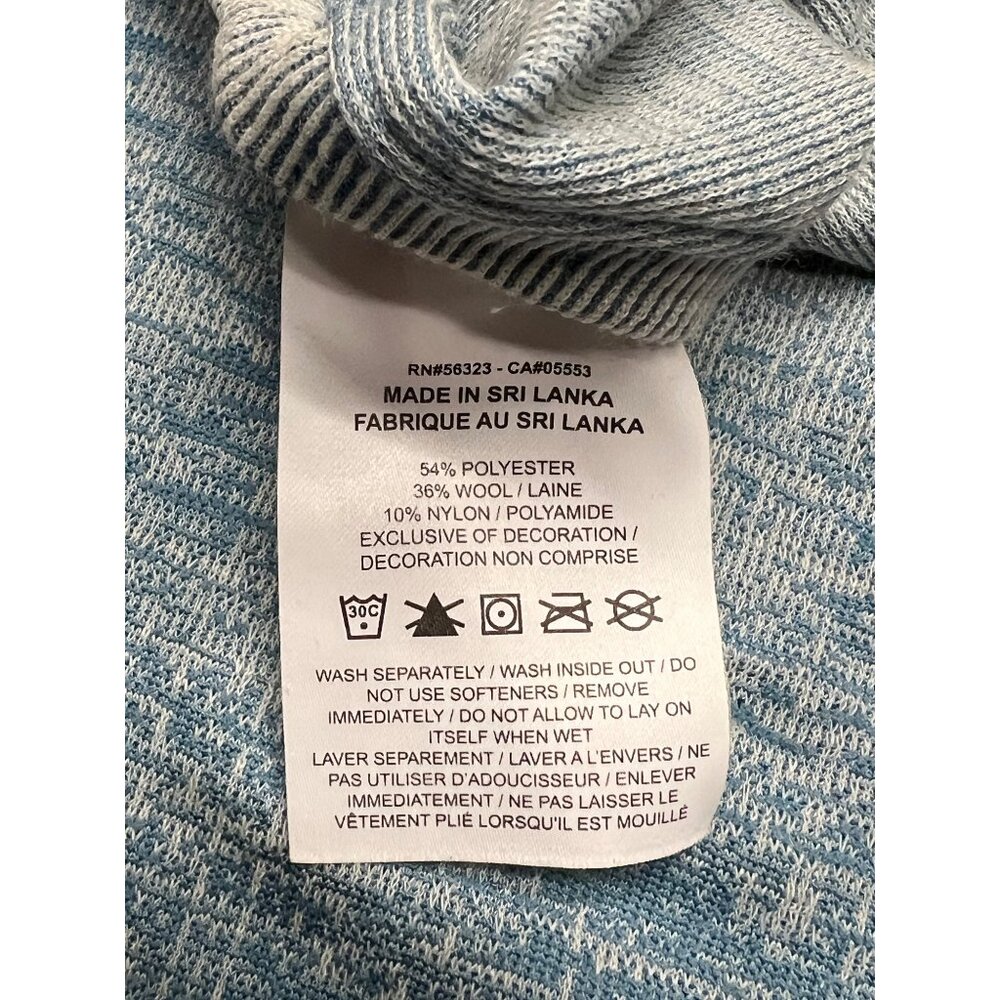 RN#56323 - CA#05553
MADE IN SRI LANKA
FABRIQUE AU SRI LANKA
54% POLYESTER
36% WOOL / LAINE
10% NYLON / POLYAMIDE
EXCLUSIVE OF DECORATION /
DECORATION NON COMPRISE
30C
WASH SEPARATELY / WASH INSIDE OUT / DO
NOT USE SOFTENERS / REMOVE
IMMEDIATELY / DO NOT ALLOW TO LAY ON
ITSELF WHEN WET
LAVER SEPAREMENT / LAVER A L'ENVERS / NE
PAS UTILISER D'ADOUCISSEUR / ENLEVER
IMMEDIATEMENT / NE PAS LAISSER LE
VÊTEMENT PLIÉ LORSQU'IL EST MOUILLÉ